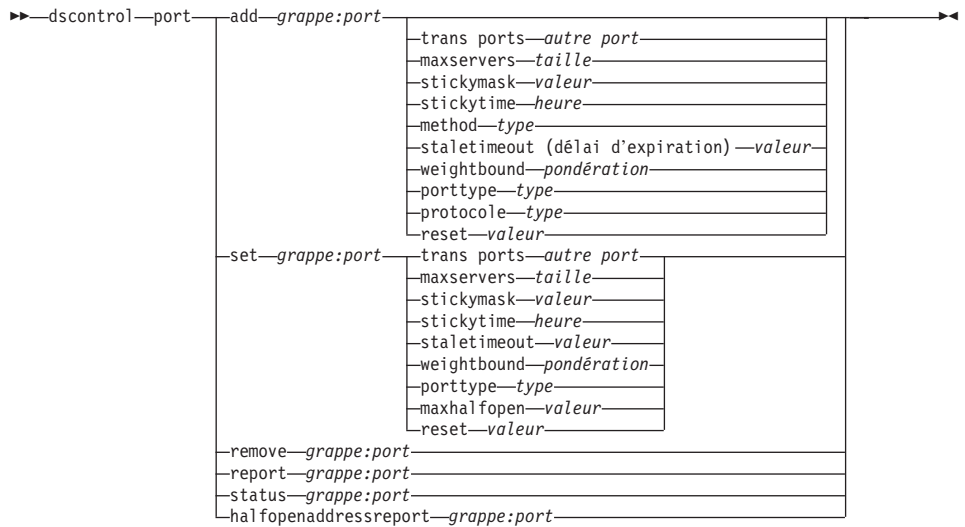 dscontrol port add grappe:port
trans ports autre port
maxservers taille
stickymask valeur
stickytime heure
method type
staletimeout (délai d'expiration) valeur
weightbound pondération
porttype type
protocole type
reset valeur
set grappe:port trans ports autre port
maxservers taille
stickymask valeur
stickytime heure
staletimeout valeur
weightbound pondération
porttype type
maxhalfopen valeur
reset valeur
remove grappe:port
report grappe:port
status grappe:port
halfopenaddressreport grappe:port